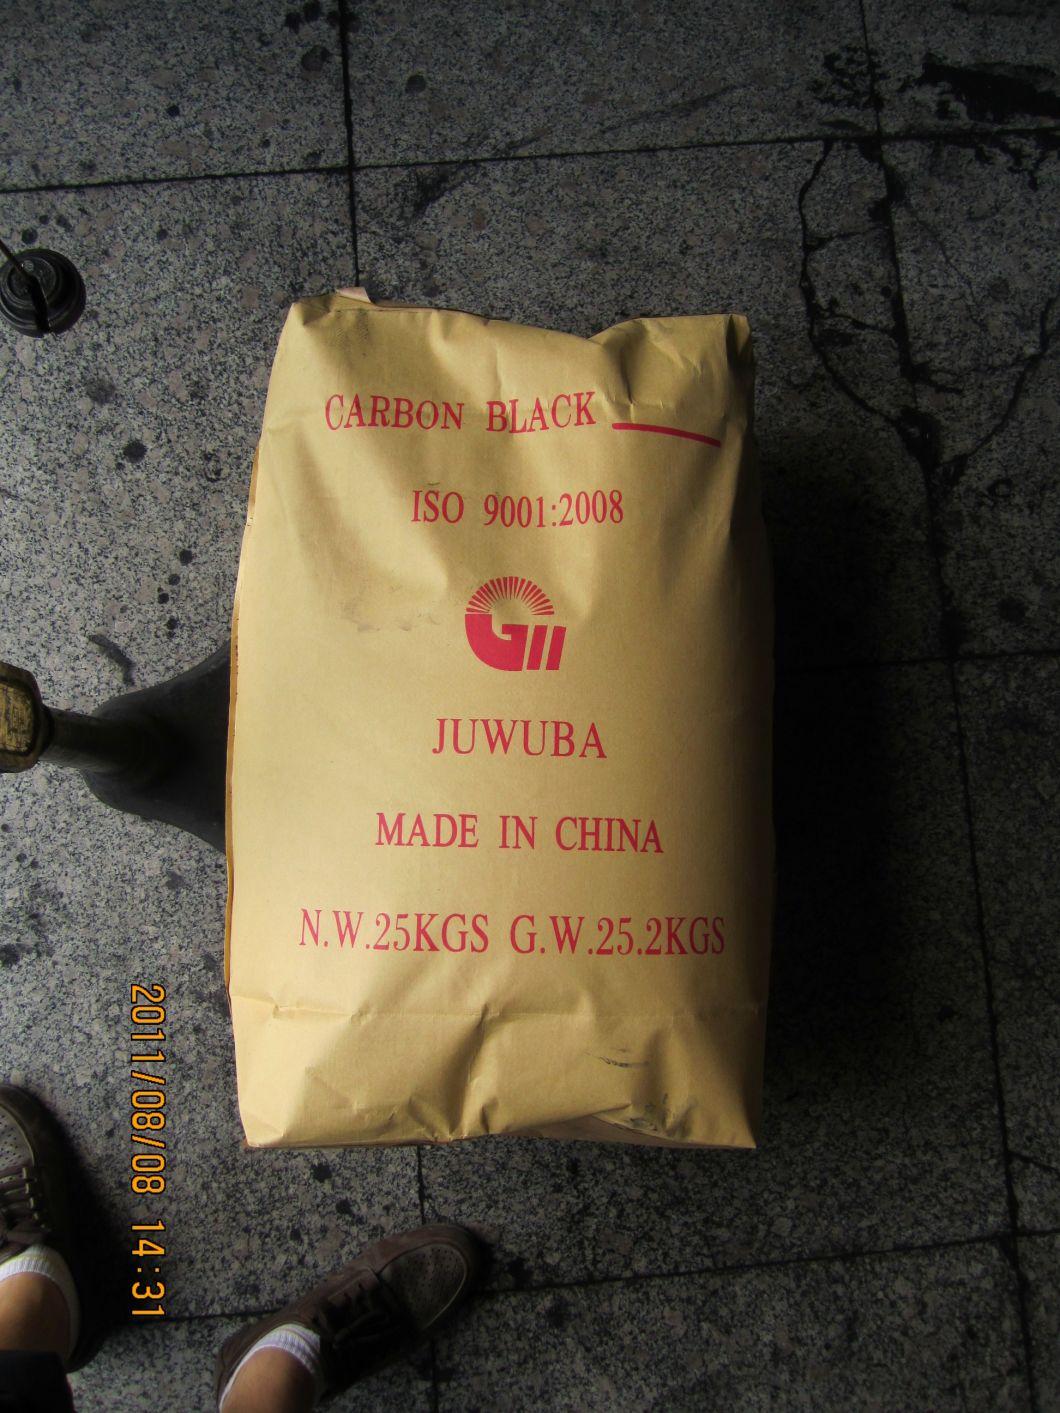 CARBON BLACK
ISO 9001:2008
G
JUWUBA
MADE IN CHINA
N.W.25KGS G.W.25.2KGS
2011/08/08 14:31